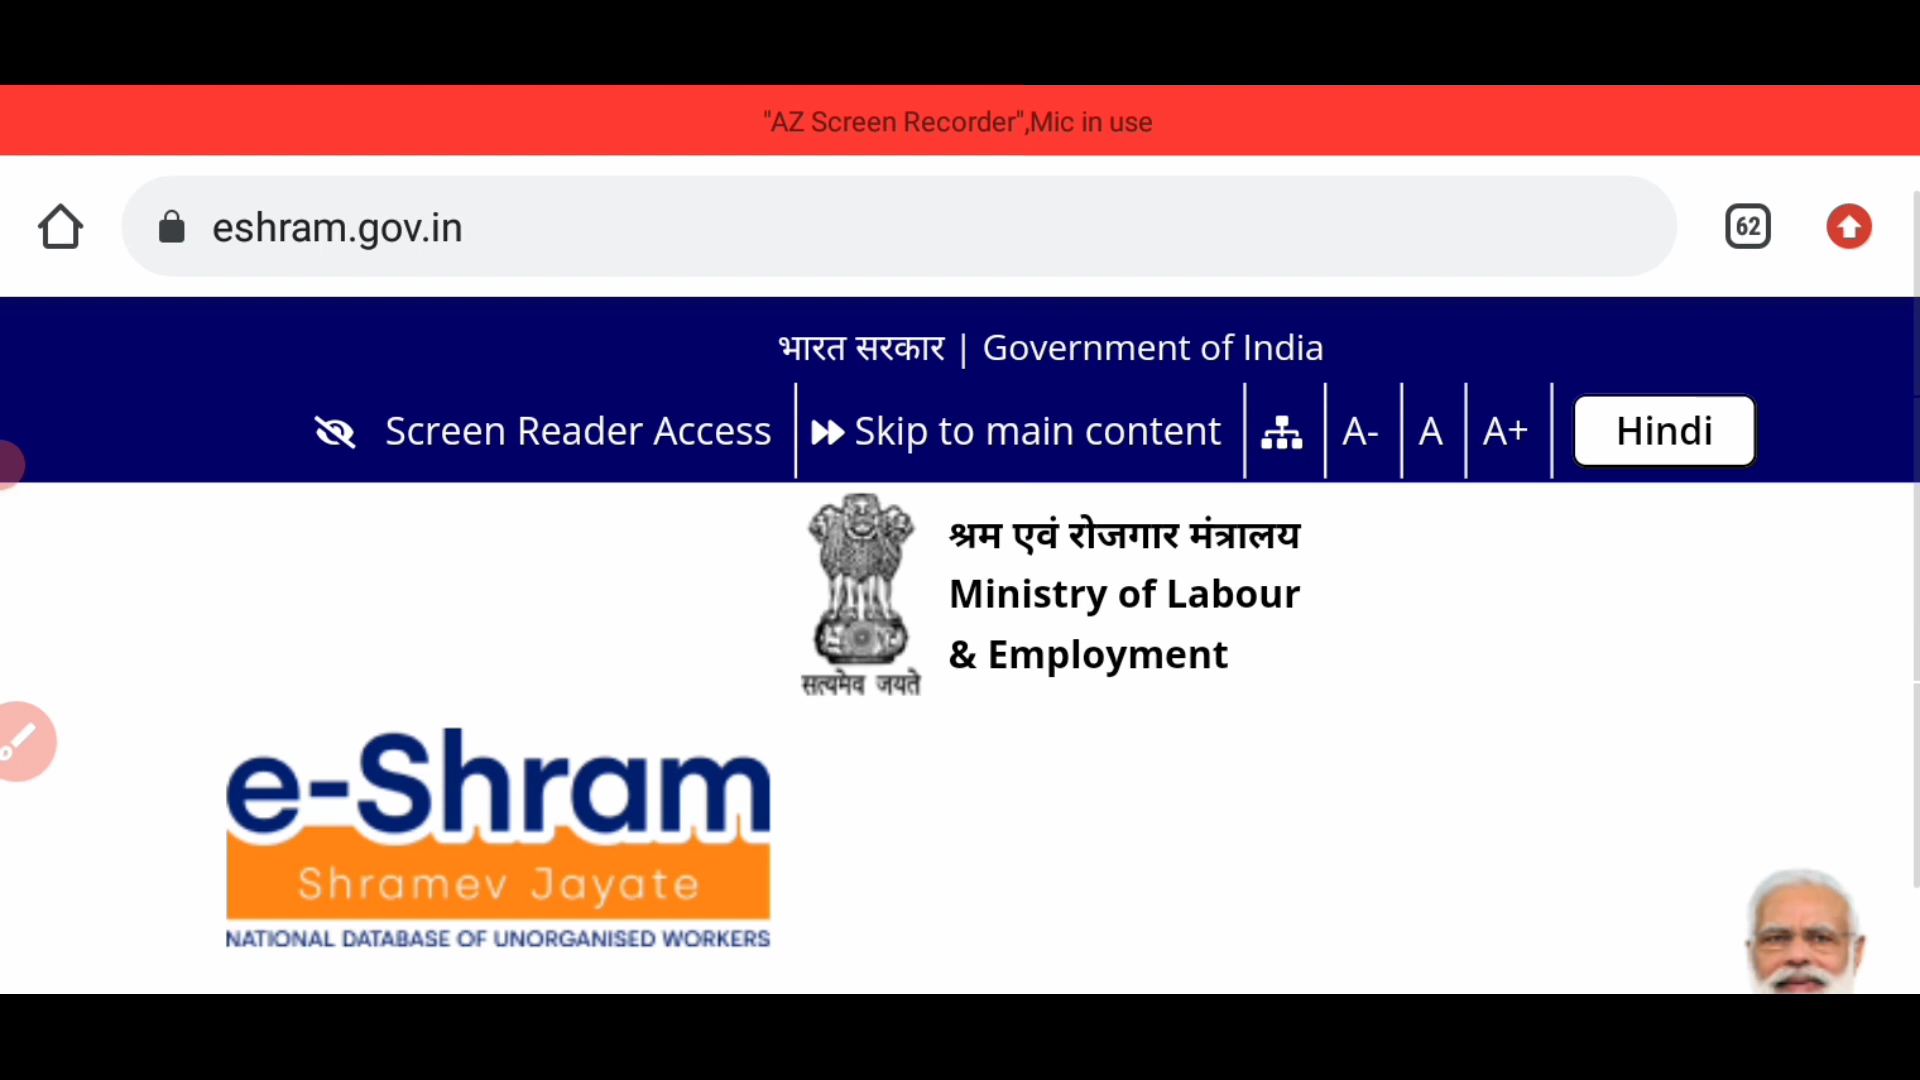 "AZ Screen Recorder",Mic in use
eshram.gov.in
62
भारत सरकार | Government of India
Screen Reader Access
Skip to main content
A-
A
A+
Hindi
श्रम एवं रोजगार मंत्रालय
Ministry of Labour
& Employment
सत्यमेव जयते
e-Shram
Shramev Jayate
NATIONAL DATABASE OF UNORGANISED WORKERS